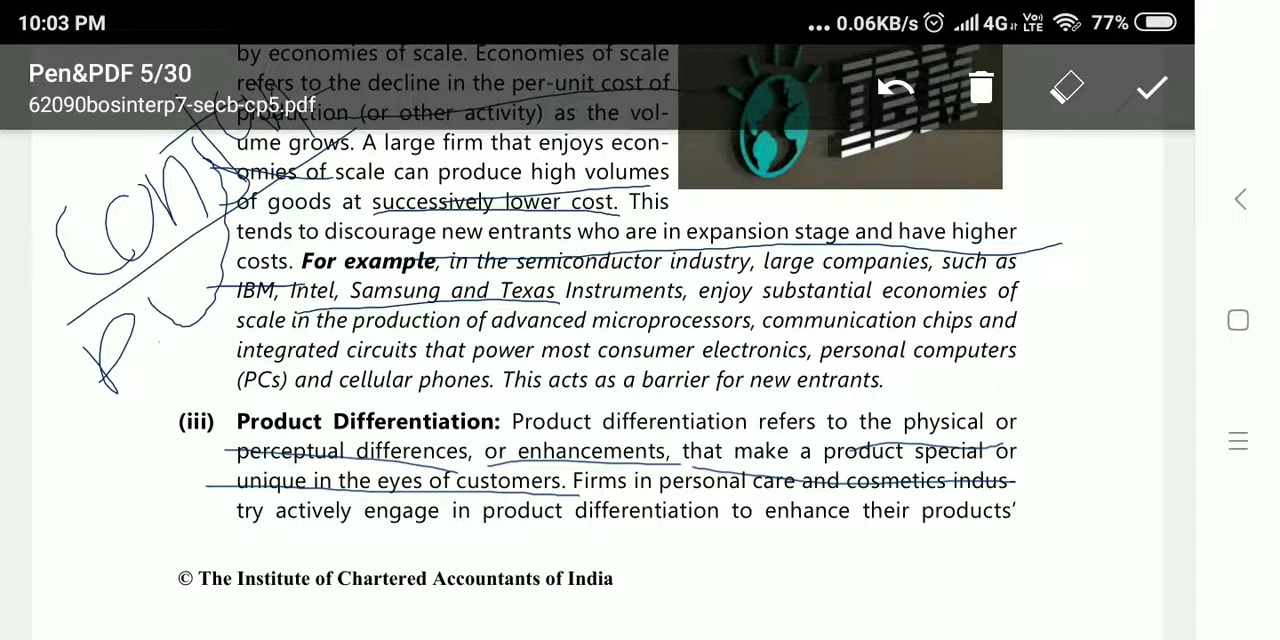 10:03 PM
... 0.06KB/s 4G Vo) LTE 77%
by economies of scale. Economies of scale
Pen&PDF 5/30
refers to the decline in the per-unit cost of
62090bosinterp7-secb-cp5.pdf
production (or other activity) as the vol-
ume grows. A large firm that enjoys econ-
omies of scale can produce high volumes
of goods at successively lower cost. This
tends to discourage new entrants who are in expansion stage and have higher
costs. For example, in the semiconductor industry, large companies, such as
IBM, Intel, Samsung and Texas Instruments, enjoy substantial economies of
scale in the production of advanced microprocessors, communication chips and
integrated circuits that power most consumer electronics, personal computers
(PCs) and cellular phones. This acts as a barrier for new entrants.
(iii) Product Differentiation: Product differentiation refers to the physical or
perceptual differences, or enhancements, that make a product special or
unique in the eyes of customers. Firms in personal care and cosmetics indus-
try actively engage in product differentiation to enhance their products'
© The Institute of Chartered Accountants of India
IBM